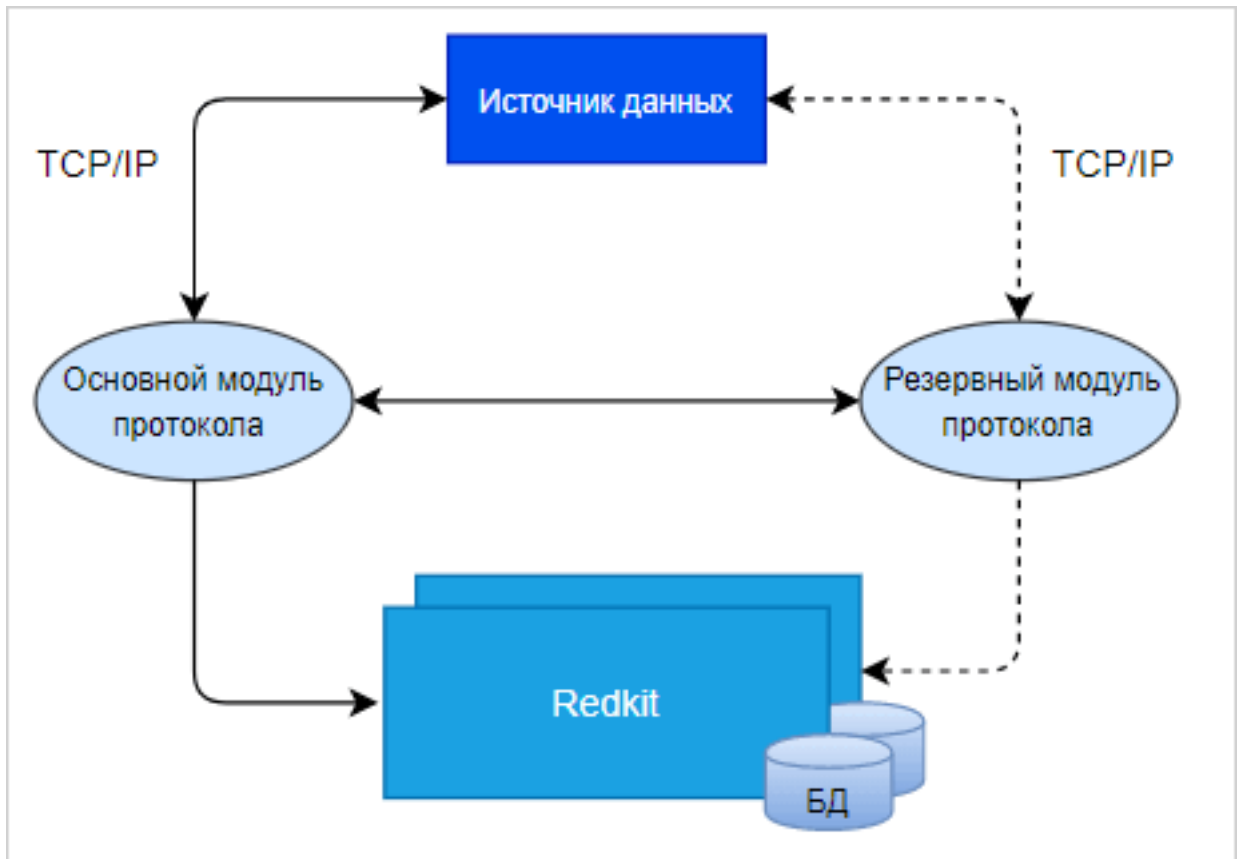 Источник данных
TCP/IP
TCP/IP
Основной модуль
протокола
Резервный модуль
протокола
Redkit
БД